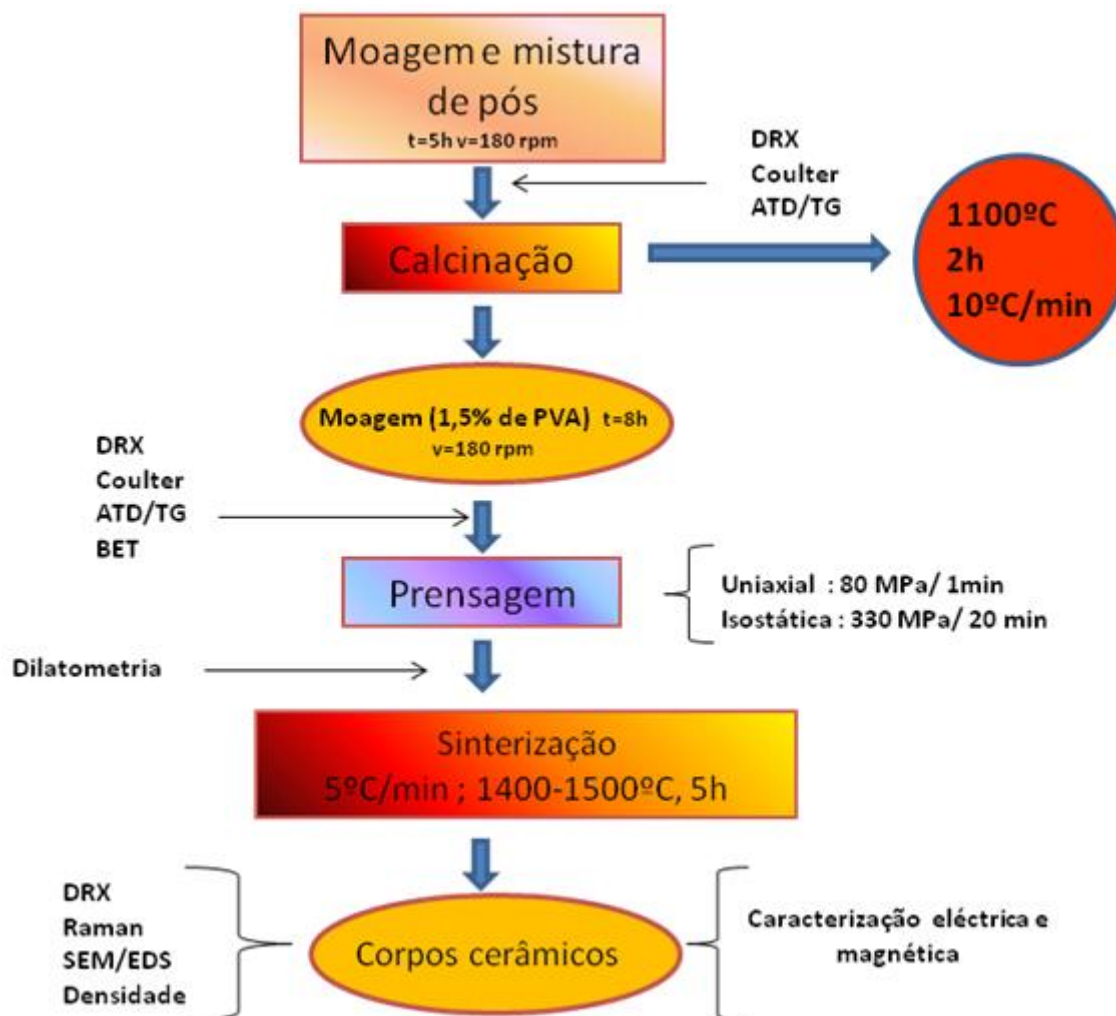 Moagem e mistura
de pós
t=5h v=180 rpm
DRX
Coulter
ATD/TG
Calcinação
1100ºC
2h
10ºC/min
Moagem (1,5% de PVA) t=8h
v=180 rpm
DRX
Coulter
ATD/TG
BET
Prensagem
Uniaxial : 80 MPa/ 1min
Isostática : 330 MPa/ 20 min
Dilatometria
Sinterização
5ºC/min ; 1400-1500ºC, 5h
DRX
Raman
SEM/EDS
Densidade
Corpos cerâmicos
Caracterização eléctrica e
magnética